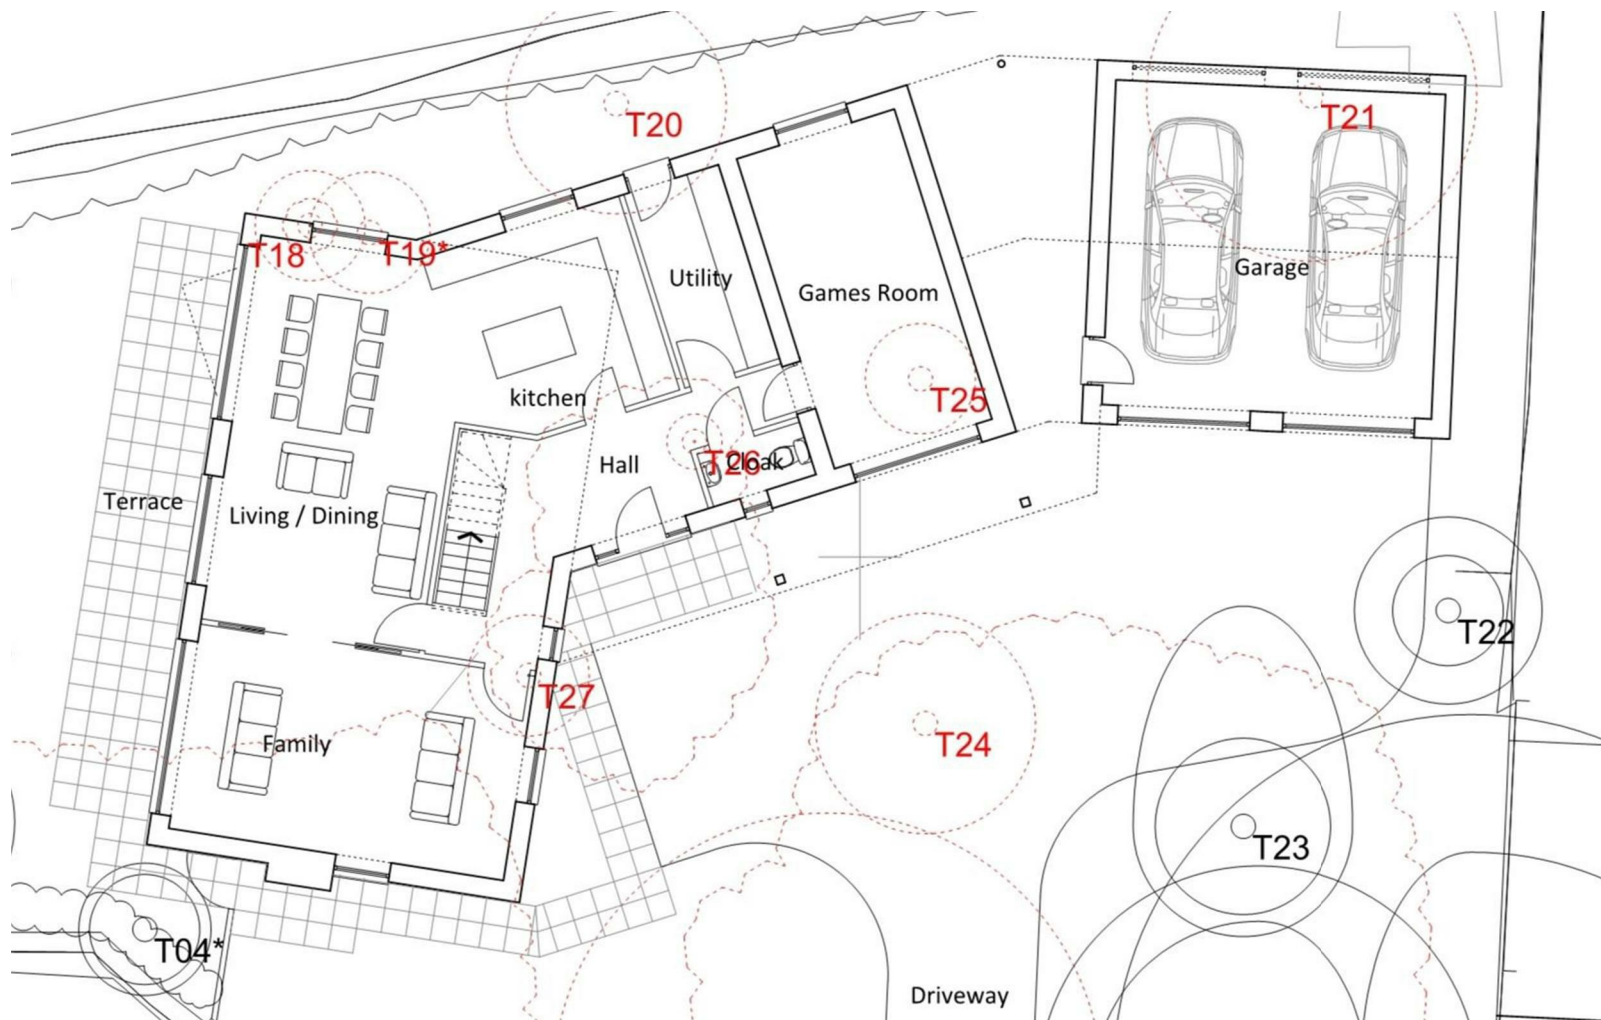 T20
T21
T18
T19*
Utility
Games Room
Garage
kitchen
T25
Hall
T26
Cloak
Terrace
Living / Dining
T22
T27
Family
T24
T23
T04*
Driveway